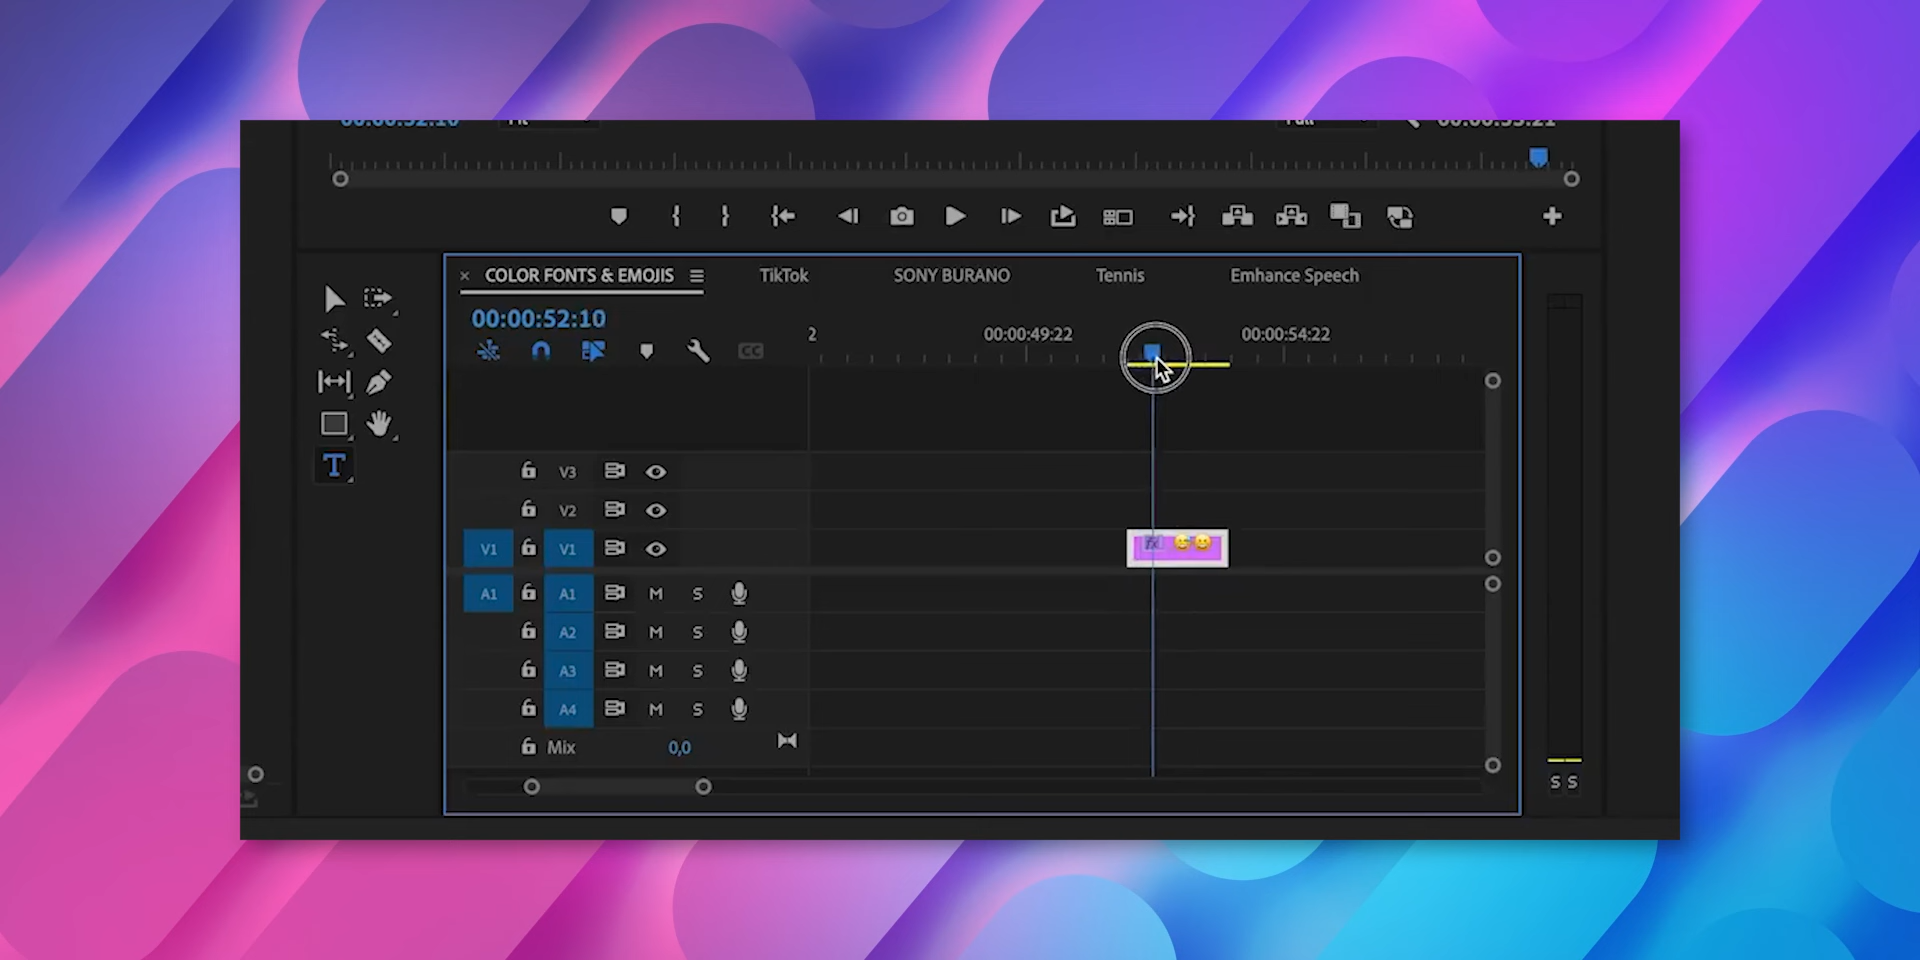 00:00:52:10 Fit Full 00:00:53:21
COLOR FONTS & EMOJIS TikTok SONY BURANO Tennis Emhance Speech
00:00:52:10
2 00:00:49:22 00:00:54:22
CC
V3
V2
V1 V1 fx
A1 A1 M S
A2 M S
A3 M S
A4 M S
Mix 0,0
S S
T